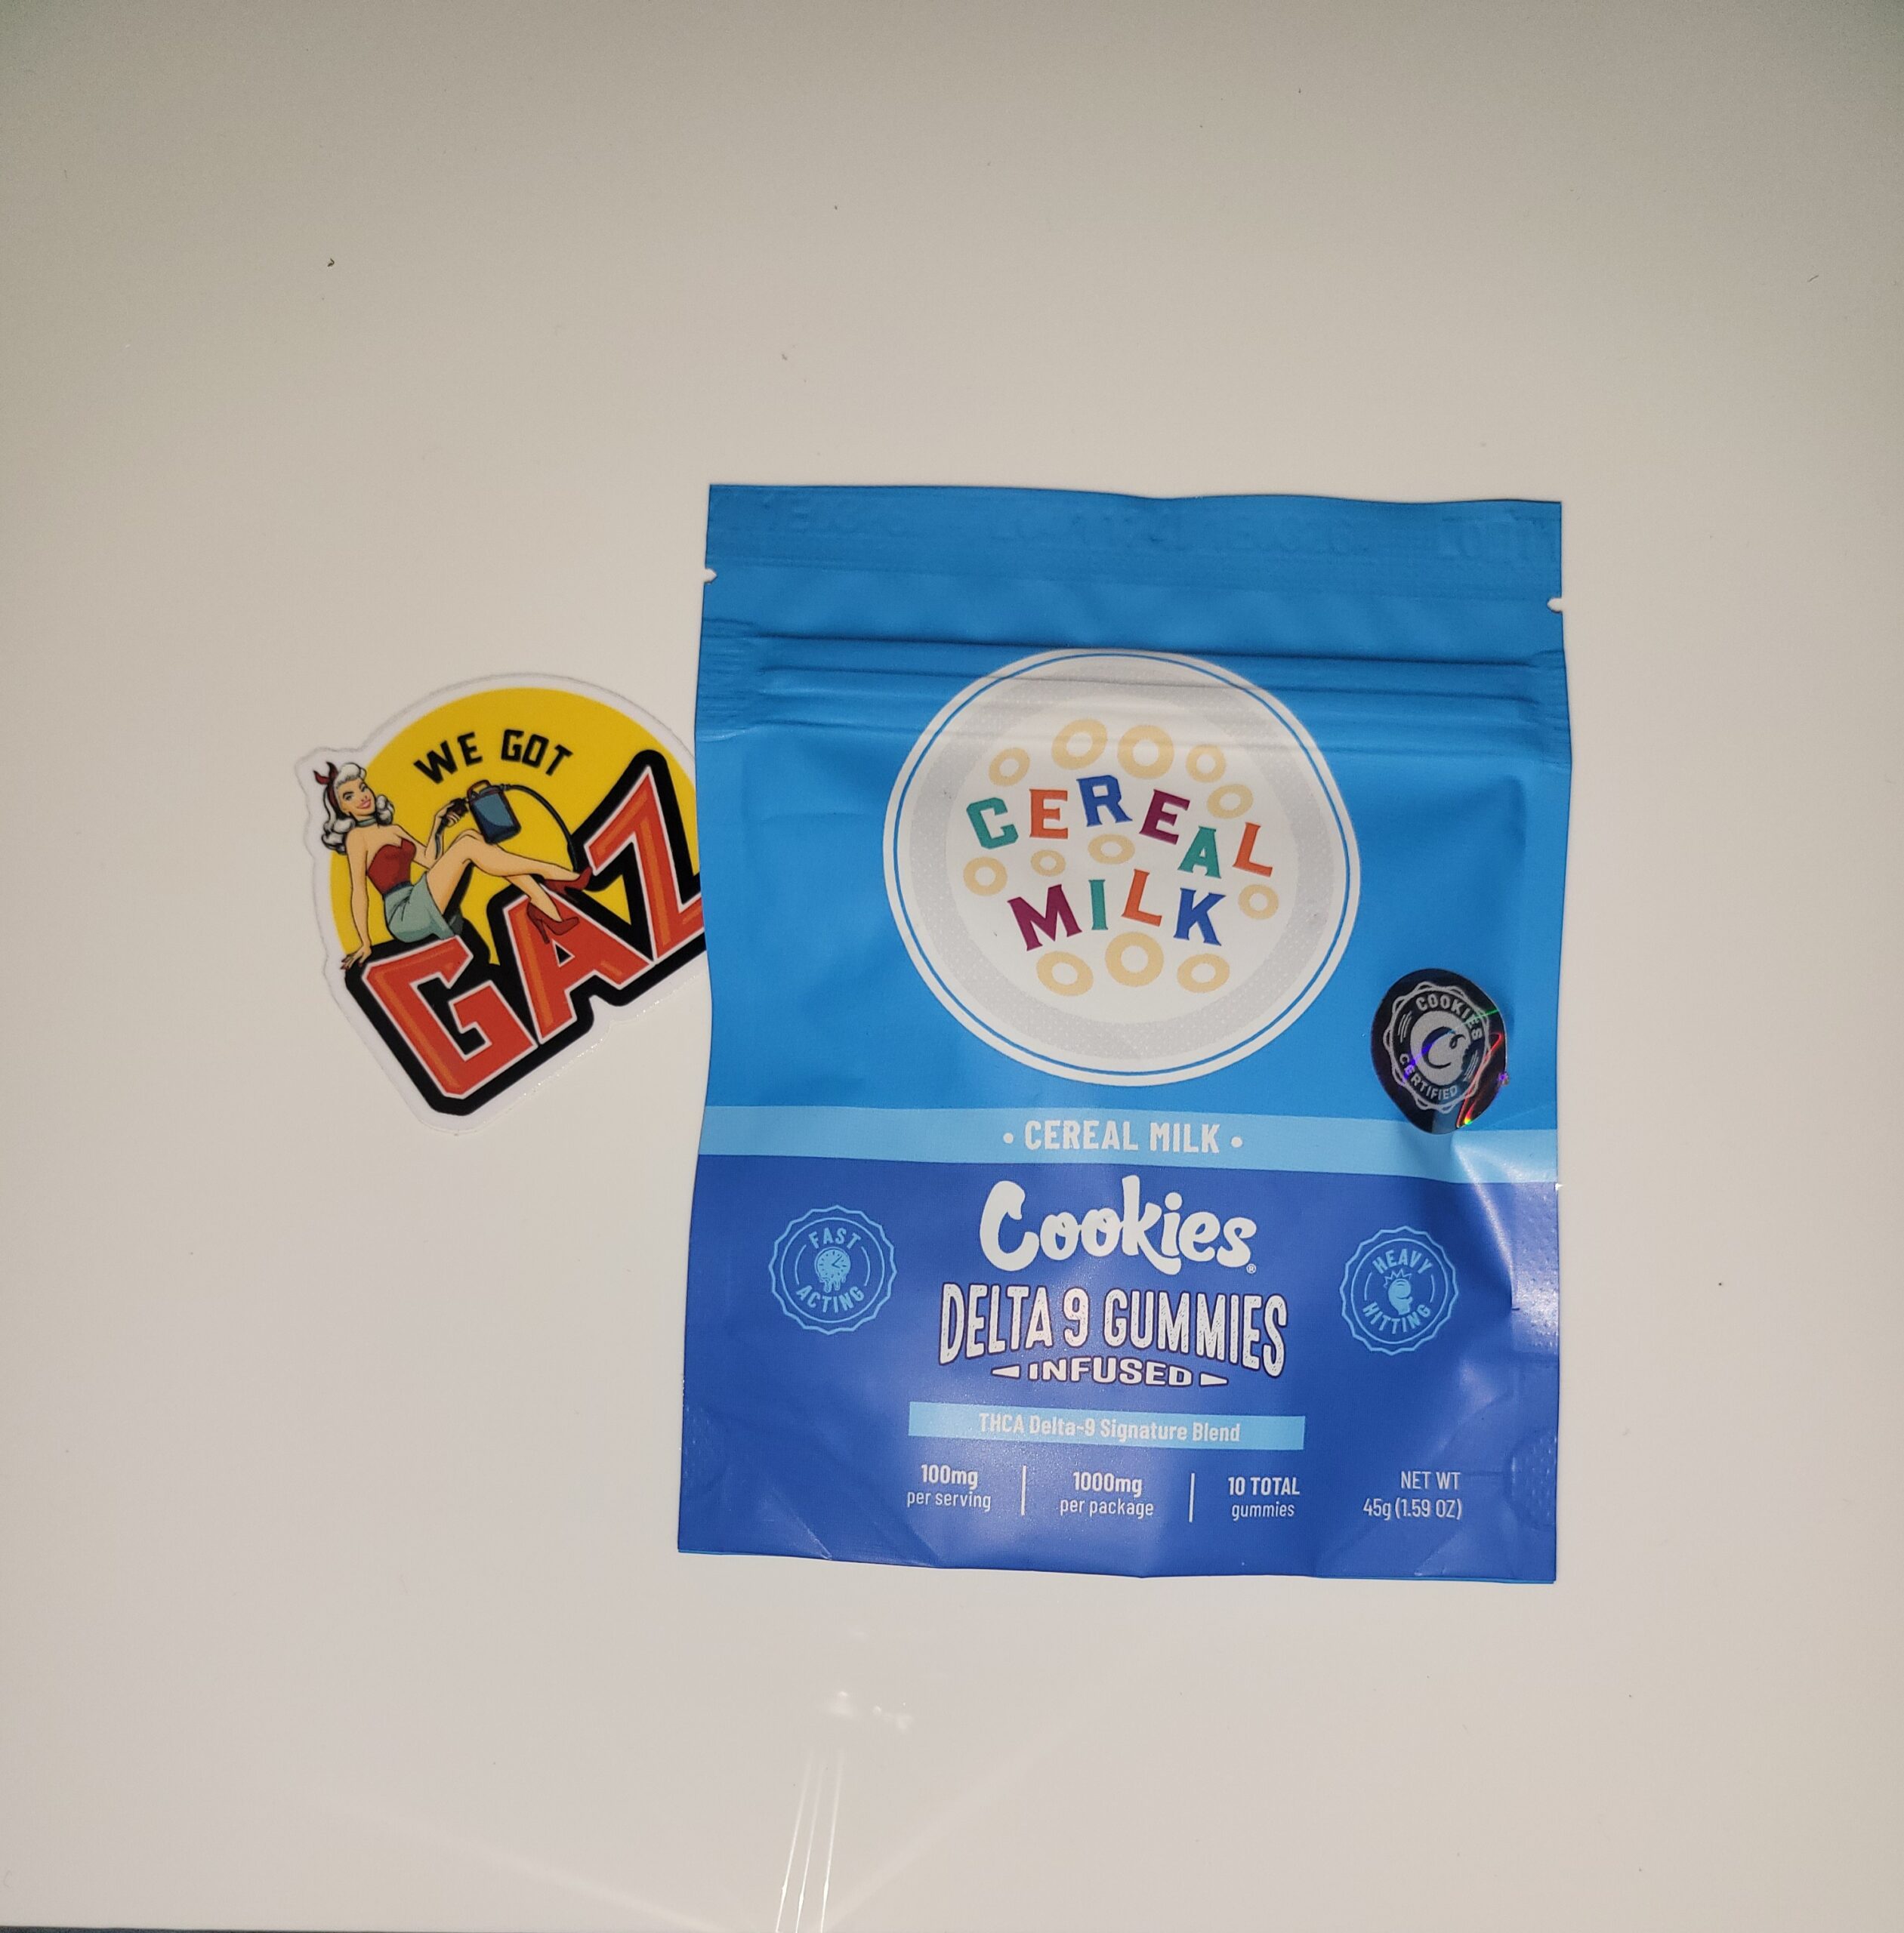 WE GOT
GAZ
CEREAL
MILK
COOKIES
C
CERTIFIED
• CEREAL MILK •
Cookies®
FAST
ACTING
HEAVY
HITTING
DELTA 9 GUMMIES
INFUSED
THCA Delta-9 Signature Blend
100mg
per serving
1000mg
per package
10 TOTAL
gummies
NET WT
45g (1.59 OZ)